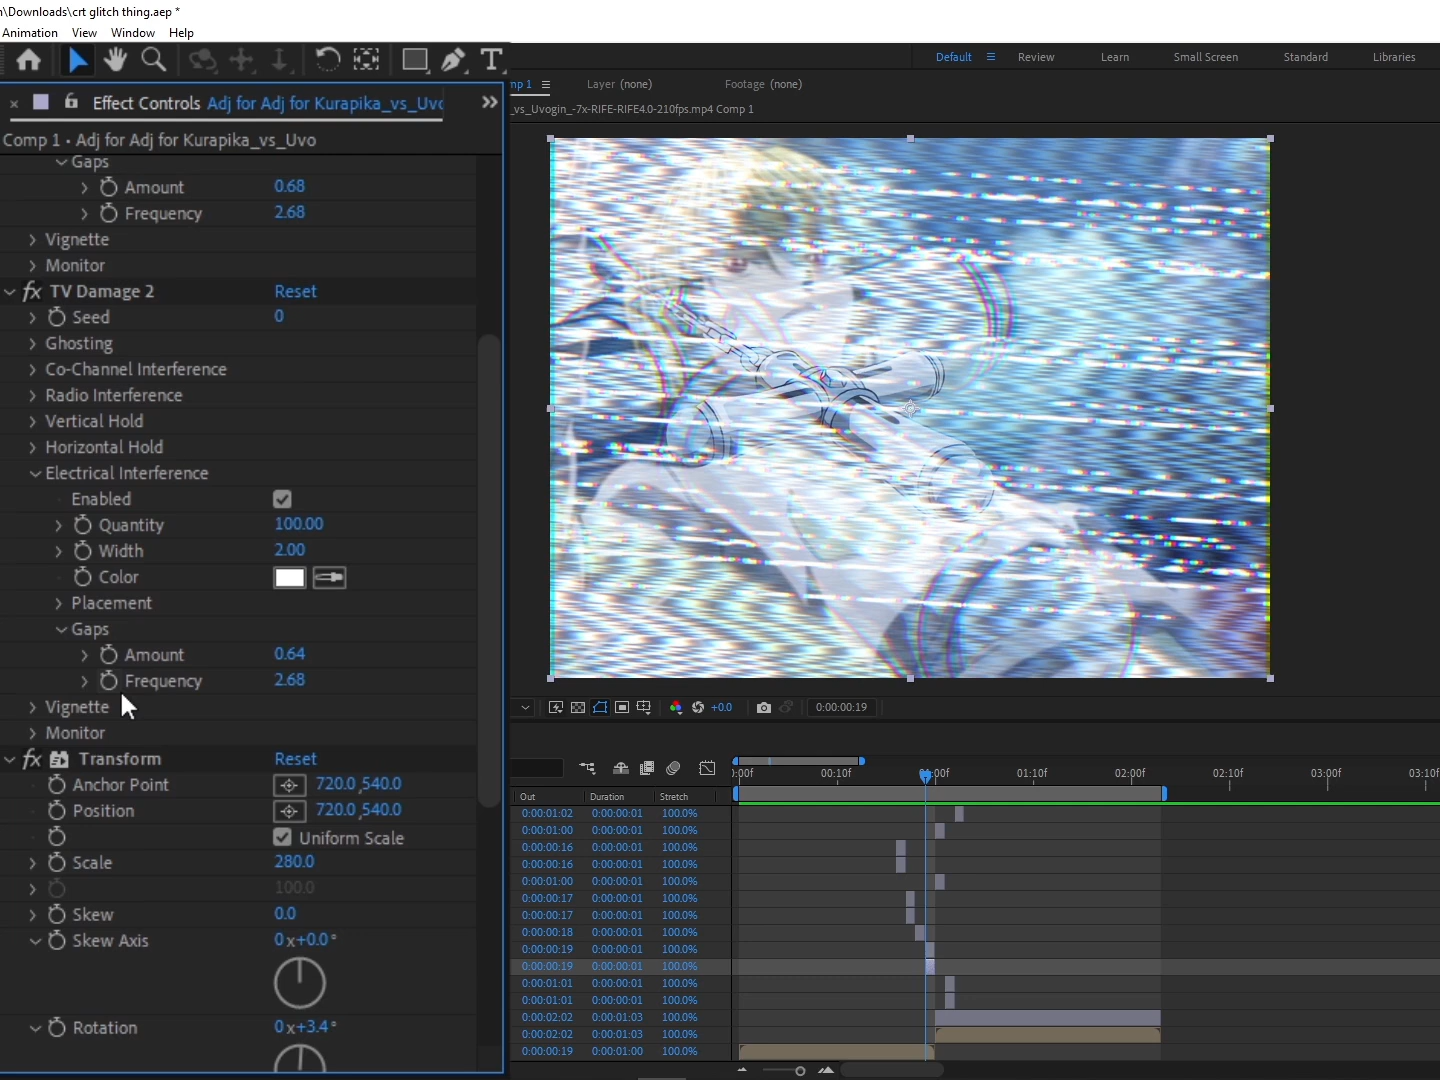 n\Downloads\crt glitch thing.aep *
Animation View Window Help
Default Review Learn Small Screen Standard Libraries
mp 1 Layer (none) Footage (none)
Effect Controls Adj for Adj for Kurapika_vs_Uvo
_vs_Uvogin_-7x-RIFE-RIFE4.0-210fps.mp4 Comp 1
Comp 1 • Adj for Adj for Kurapika_vs_Uvo
Gaps
Amount 0.68
Frequency 2.68
Vignette
Monitor
fx TV Damage 2 Reset
Seed 0
Ghosting
Co-Channel Interference
Radio Interference
Vertical Hold
Horizontal Hold
Electrical Interference
Enabled
Quantity 100.00
Width 2.00
Color
Placement
Gaps
Amount 0.64
Frequency 2.68
Vignette
Monitor
fx Transform Reset
Anchor Point 720.0,540.0
Position 720.0,540.0
Uniform Scale
Scale 280.0
100.0
Skew 0.0
Skew Axis 0x+0.0°
Rotation 0x+3.4°
+0.0 0:00:00:19
):00f 00:10f 01:00f 01:10f 02:00f 02:10f 03:00f 03:10f
Out Duration Stretch
0:00:01:02 0:00:00:01 100.0%
0:00:01:00 0:00:00:01 100.0%
0:00:00:16 0:00:00:01 100.0%
0:00:00:16 0:00:00:01 100.0%
0:00:01:00 0:00:00:01 100.0%
0:00:00:17 0:00:00:01 100.0%
0:00:00:17 0:00:00:01 100.0%
0:00:00:18 0:00:00:01 100.0%
0:00:00:19 0:00:00:01 100.0%
0:00:00:19 0:00:00:01 100.0%
0:00:01:01 0:00:00:01 100.0%
0:00:01:01 0:00:00:01 100.0%
0:00:02:02 0:00:01:03 100.0%
0:00:02:02 0:00:01:03 100.0%
0:00:00:19 0:00:01:00 100.0%